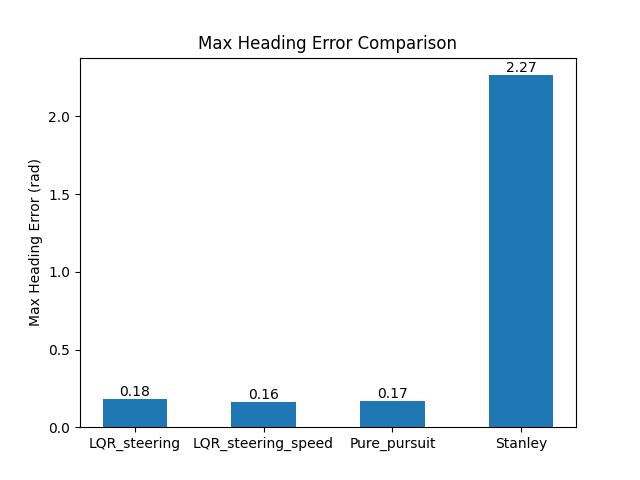 Max Heading Error Comparison
2.27
2.0
1.5
Max Heading Error (rad)
1.0
0.5
0.18
0.16
0.17
0.0
LQR_steering
LQR_steering_speed
Pure_pursuit
Stanley